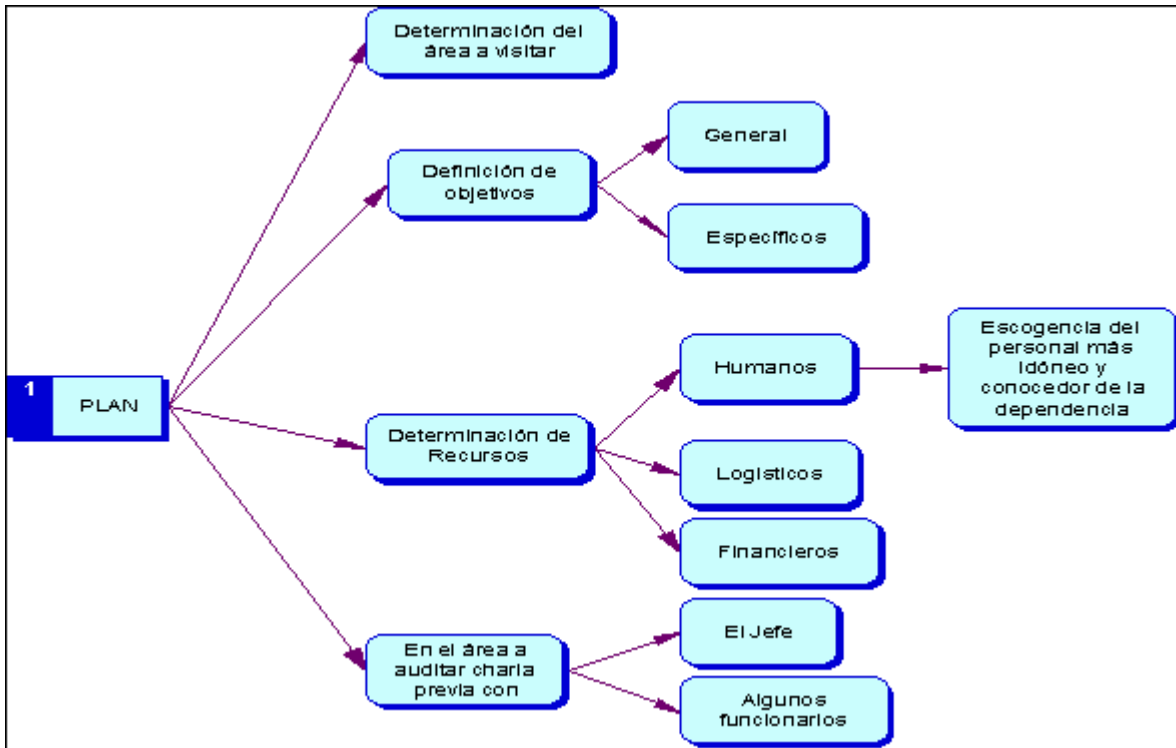 Determinación del
área a visitar
General
Definición de
objetivos
Específicos
Escogencia del
personal más
idóneo y
conocedor de la
dependencia
Humanos
1
PLAN
Determinación de
Recursos
Logísticos
Financieros
El Jefe
En el área a
auditar charla
previa con
Algunos
funcionarios